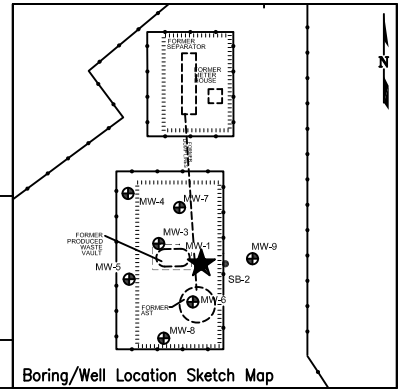 FORMER
SEPARATOR
FORMER
METER
HOUSE
N
MW-4
MW-7
FORMER
PRODUCED
WASTE
VAULT
MW-3
MW-1
MW-9
MW-5
SB-2
FORMER
AST
MW-6
MW-8
Boring/Well Location Sketch Map